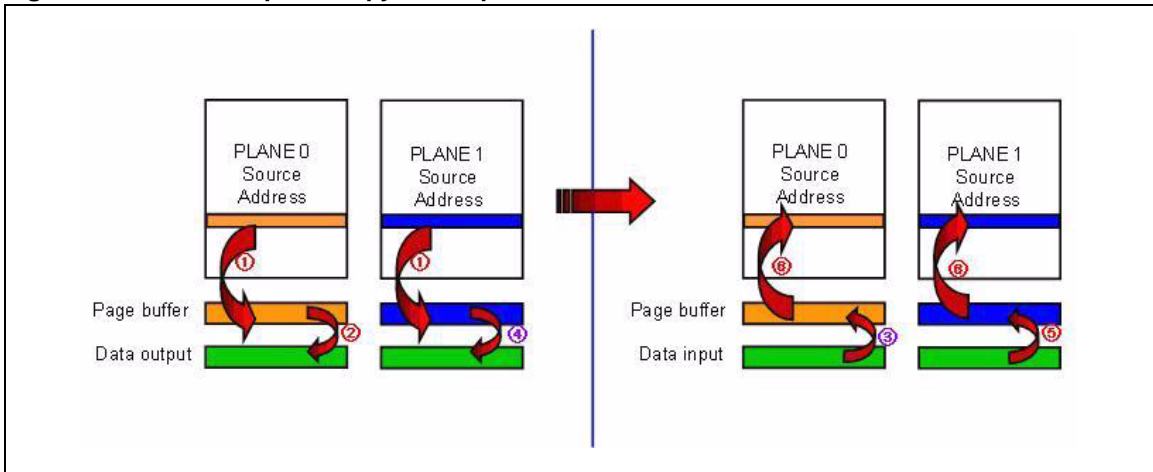 PLANE 0
Source
Address
PLANE 1
Source
Address
①
①
Page buffer
②
④
Data output
PLANE 0
Source
Address
PLANE 1
Source
Address
⑥
⑥
Page buffer
③
⑤
Data input